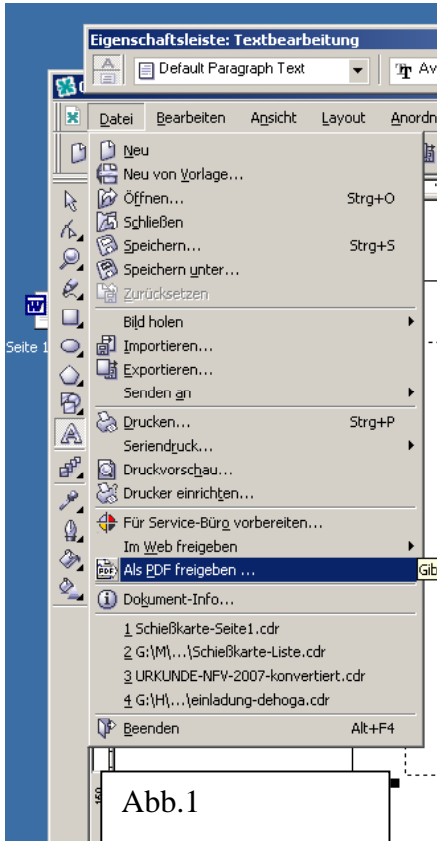 Eigenschaftsleiste: Textbearbeitung
Default Paragraph Text
Av
Datei Bearbeiten Ansicht Layout Anordn
Neu
Neu von Vorlage...
Öffnen... Strg+O
Schließen
Speichern... Strg+S
Speichern unter...
Zurücksetzen
Bild holen
Importieren...
Exportieren...
Senden an
Drucken... Strg+P
Seriendruck...
Druckvorschau...
Drucker einrichten...
Für Service-Büro vorbereiten...
Im Web freigeben
Als PDF freigeben ... Gib
Dokument-Info...
1 Schießkarte-Seite1.cdr
2 G:\M\...\Schießkarte-Liste.cdr
3 URKUNDE-NFV-2007-konvertiert.cdr
4 G:\H\...\einladung-dehoga.cdr
Beenden Alt+F4
Seite 1
Abb.1